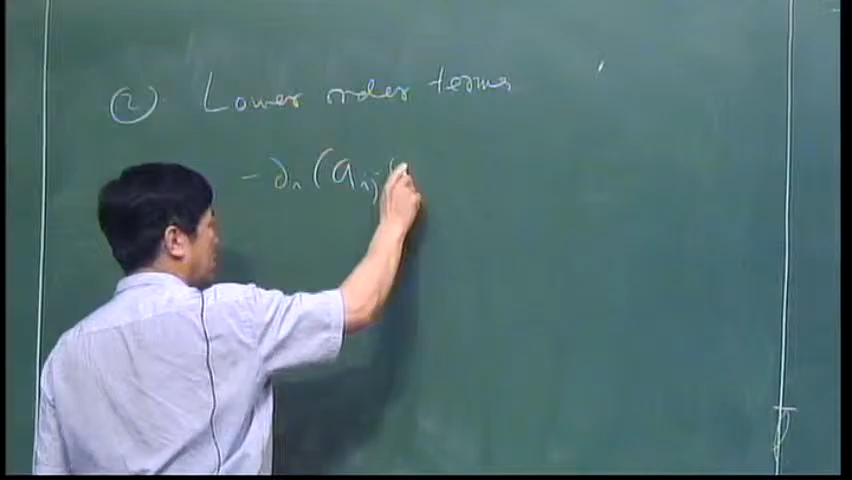 ② Lower order terms
- ∂ᵢ (aᵢⱼ (